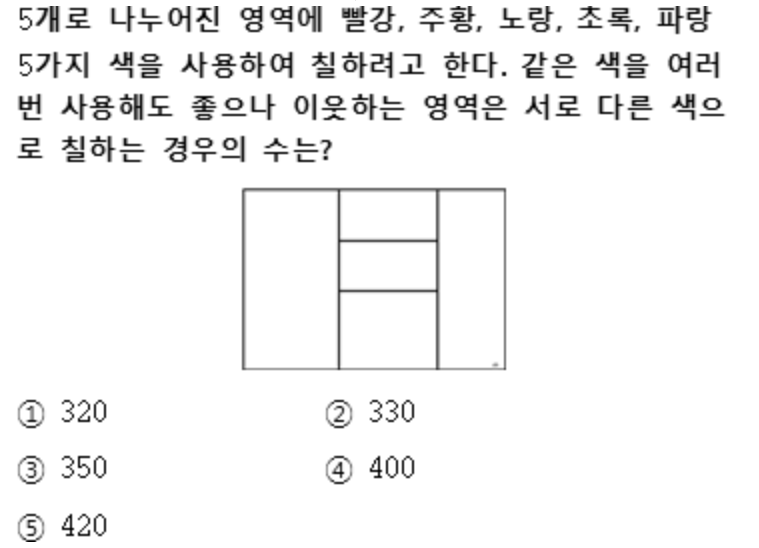 5개로 나누어진 영역에 빨강, 주황, 노랑, 초록, 파랑
5가지 색을 사용하여 칠하려고 한다. 같은 색을 여러
번 사용해도 좋으나 이웃하는 영역은 서로 다른 색으
로 칠하는 경우의 수는?
① 320 ② 330
③ 350 ④ 400
⑤ 420